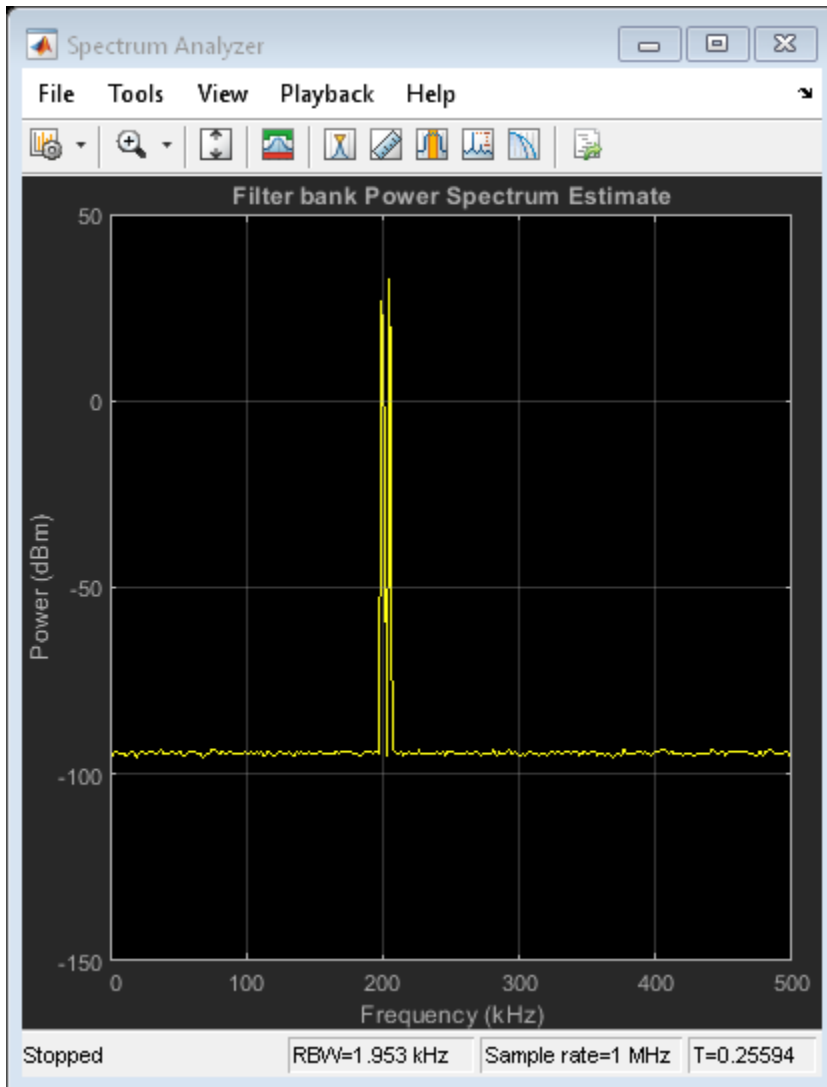 Spectrum Analyzer
File Tools View Playback Help
Filter bank Power Spectrum Estimate
50
0
-50
-100
-150
Power (dBm)
0 100 200 300 400 500
Frequency (kHz)
Stopped RBW=1.953 kHz Sample rate=1 MHz T=0.25594